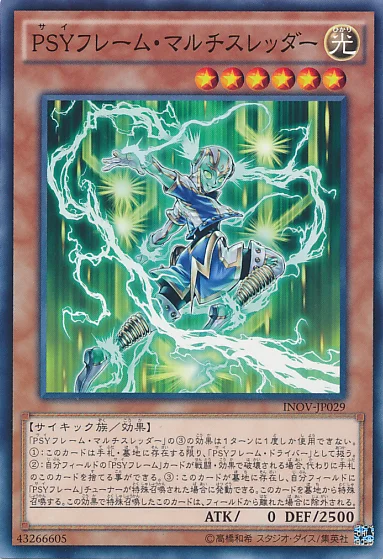 PSYフレーム・マルチスレッダー
光
INOV-JP029
【サイキック族/効果】
「PSYフレーム・マルチスレッダー」の③の効果は1ターンに1度しか使用できない。
①：このカードは手札・墓地に存在する限り、「PSYフレーム・ドライバー」として扱う。
②：自分フィールドの「PSYフレーム」カードが戦闘・効果で破壊される場合、代わりに手札のこのカードを捨てる事ができる。③：このカードが墓地に存在し、自分フィールドに
「PSYフレーム」チューナーが特殊召喚された場合に発動できる。このカードを墓地から特殊
召喚する。この効果で特殊召喚したこのカードは、フィールドから離れた場合に除外される。
ATK/ 0 DEF/2500
43266605
©高橋和希 スタジオ・ダイス/集英社